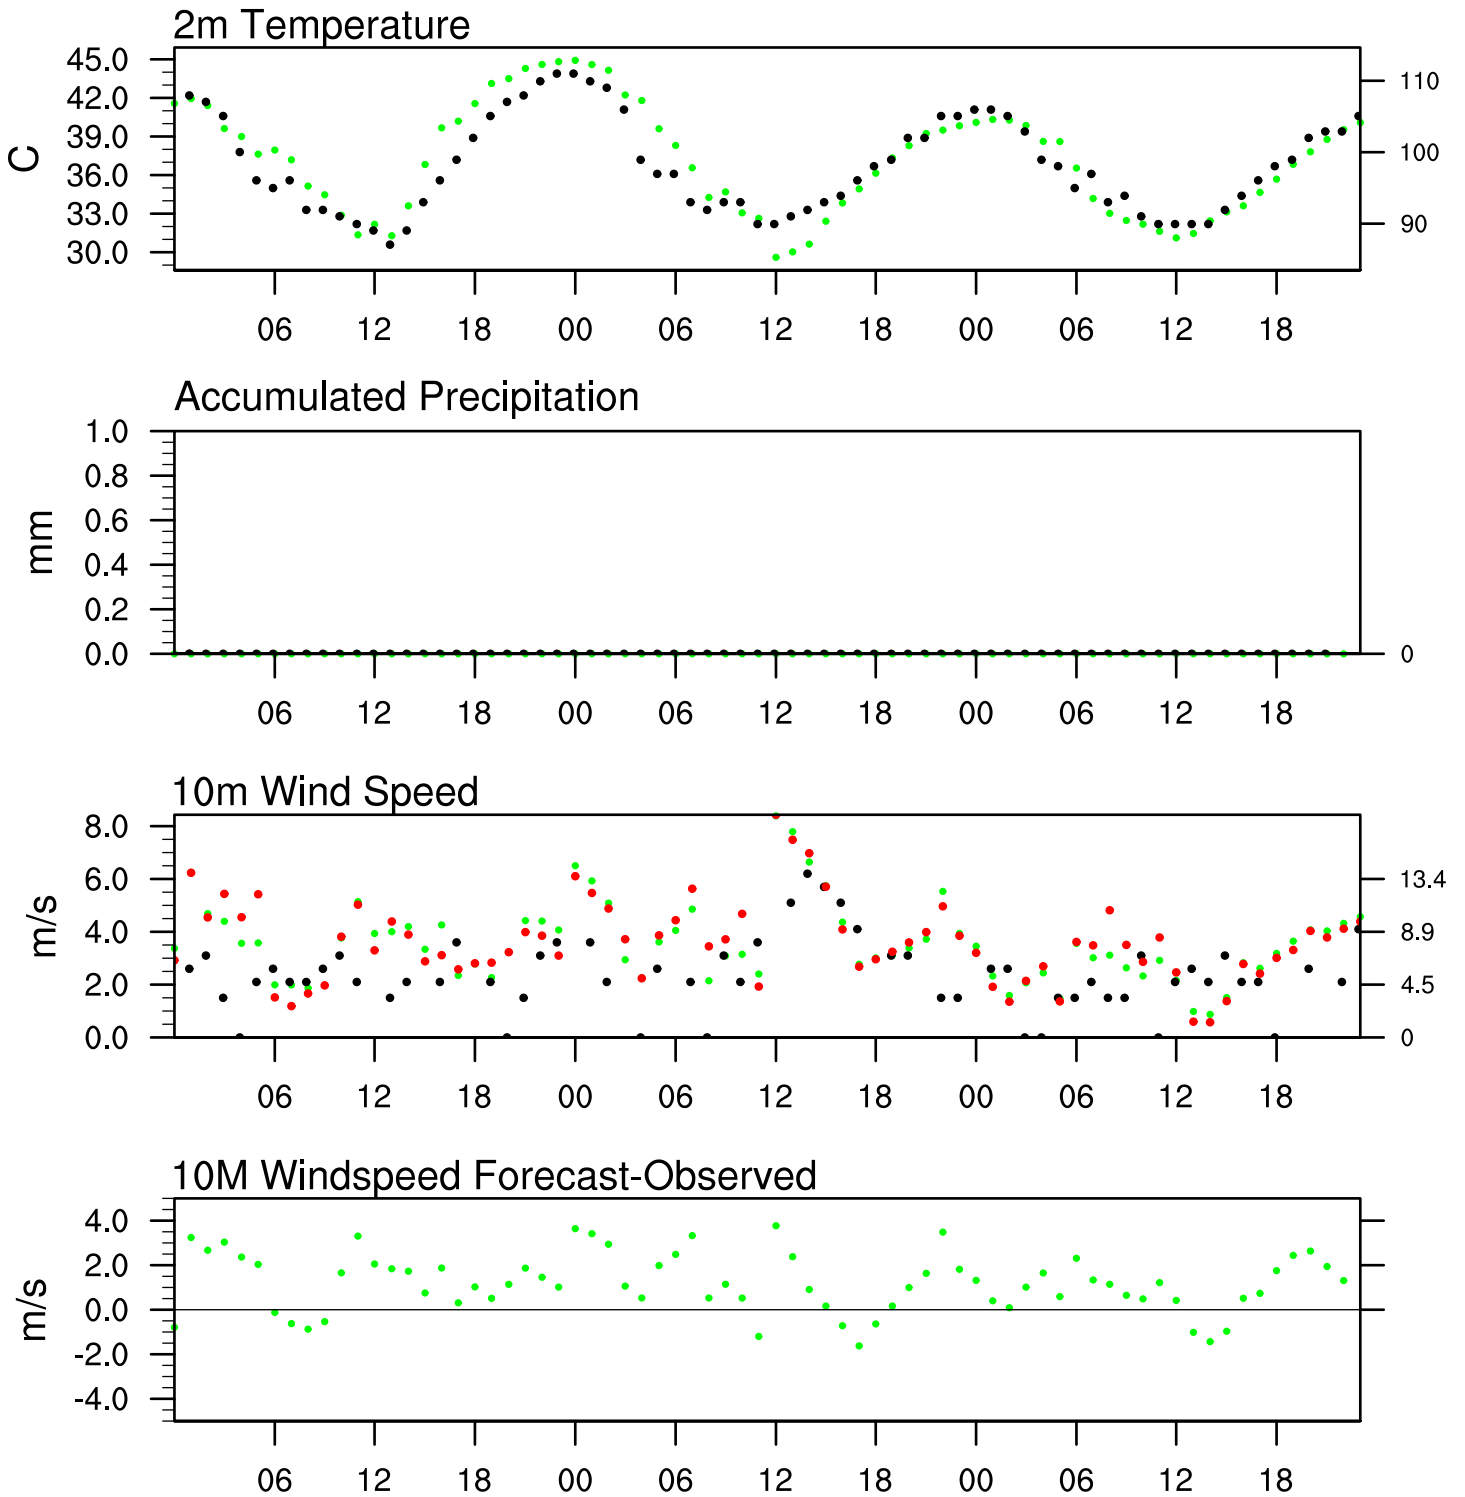 2m Temperature
45.0
42.0
39.0
36.0
33.0
30.0
C
110
100
90
06 12 18 00 06 12 18 00 06 12 18
Accumulated Precipitation
1.0
0.8
0.6
0.4
0.2
0.0
mm
0
06 12 18 00 06 12 18 00 06 12 18
10m Wind Speed
8.0
6.0
4.0
2.0
0.0
m/s
13.4
8.9
4.5
0
06 12 18 00 06 12 18 00 06 12 18
10M Windspeed Forecast-Observed
4.0
2.0
0.0
-2.0
-4.0
m/s
06 12 18 00 06 12 18 00 06 12 18